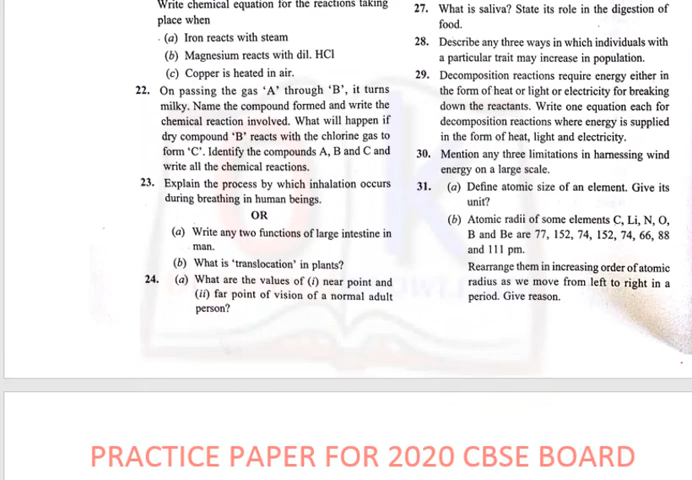 Write chemical equation for the reactions taking
place when
(a) Iron reacts with steam
(b) Magnesium reacts with dil. HCl
(c) Copper is heated in air.
22. On passing the gas ‘A’ through ‘B’, it turns
milky. Name the compound formed and write the
chemical reaction involved. What will happen if
dry compound ‘B’ reacts with the chlorine gas to
form ‘C’. Identify the compounds A, B and C and
write all the chemical reactions.
23. Explain the process by which inhalation occurs
during breathing in human beings.
OR
(a) Write any two functions of large intestine in
man.
(b) What is ‘translocation’ in plants?
24. (a) What are the values of (i) near point and
(ii) far point of vision of a normal adult
person?
27. What is saliva? State its role in the digestion of
food.
28. Describe any three ways in which individuals with
a particular trait may increase in population.
29. Decomposition reactions require energy either in
the form of heat or light or electricity for breaking
down the reactants. Write one equation each for
decomposition reactions where energy is supplied
in the form of heat, light and electricity.
30. Mention any three limitations in harnessing wind
energy on a large scale.
31. (a) Define atomic size of an element. Give its
unit?
(b) Atomic radii of some elements C, Li, N, O,
B and Be are 77, 152, 74, 152, 74, 66, 88
and 111 pm.
Rearrange them in increasing order of atomic
radius as we move from left to right in a
period. Give reason.
PRACTICE PAPER FOR 2020 CBSE BOARD